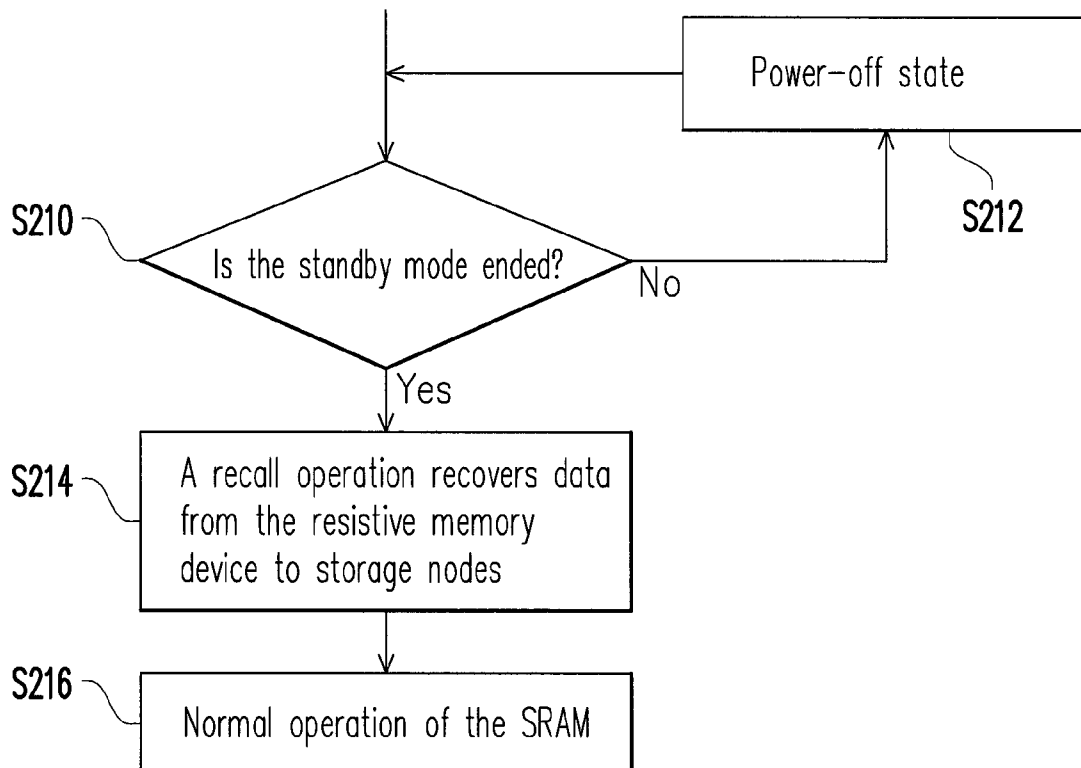 Power-off state
S212
S210
Is the standby mode ended?
No
Yes
S214
A recall operation recovers data
from the resistive memory
device to storage nodes
S216
Normal operation of the SRAM